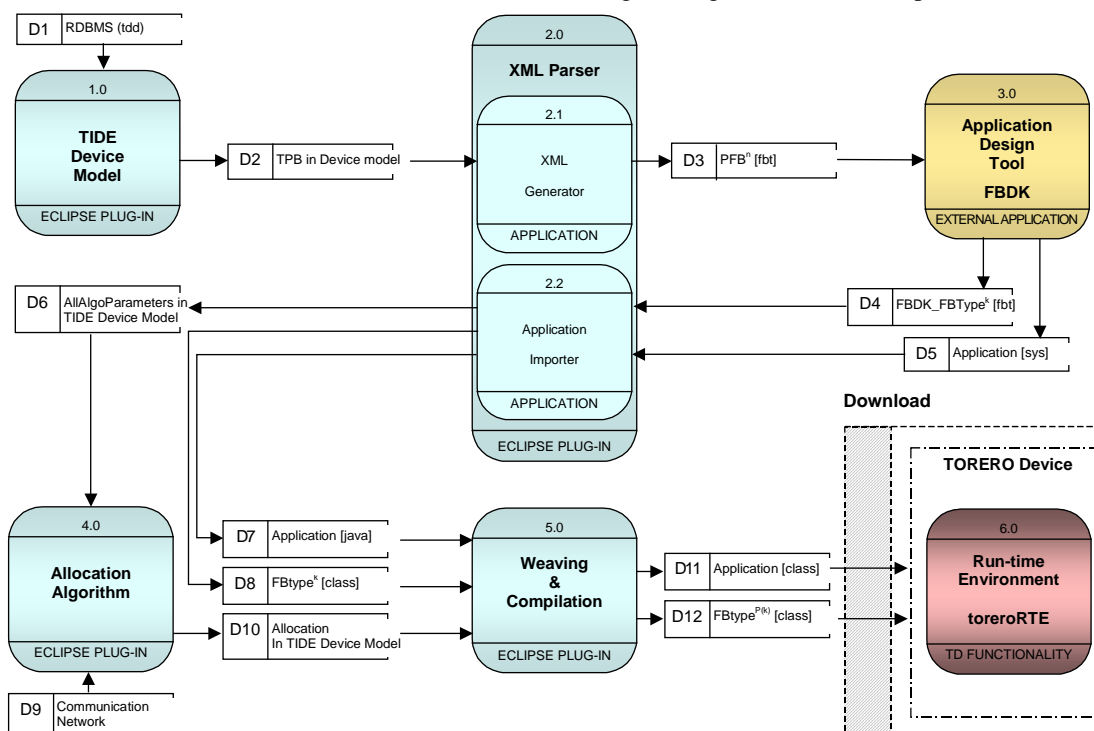 D1 RDBMS (tdd)
1.0
TIDE
Device
Model
ECLIPSE PLUG-IN
D2 TPB in Device model
2.0
XML Parser
2.1
XML
Generator
APPLICATION
D3 PFBⁿ [fbt]
3.0
Application
Design
Tool
FBDK
EXTERNAL APPLICATION
D6 AllAlgoParameters in
TIDE Device Model
2.2
Application
Importer
APPLICATION
ECLIPSE PLUG-IN
D4 FBDK_FBTypeᵏ [fbt]
D5 Application [sys]
Download
TORERO Device
4.0
Allocation
Algorithm
ECLIPSE PLUG-IN
D7 Application [java]
D8 FBtypeᵏ [class]
D10 Allocation
In TIDE Device Model
5.0
Weaving
&
Compilation
ECLIPSE PLUG-IN
D11 Application [class]
D12 FBtypeᴾ⁽ᵏ⁾ [class]
6.0
Run-time
Environment
toreroRTE
TD FUNCTIONALITY
D9 Communication
Network